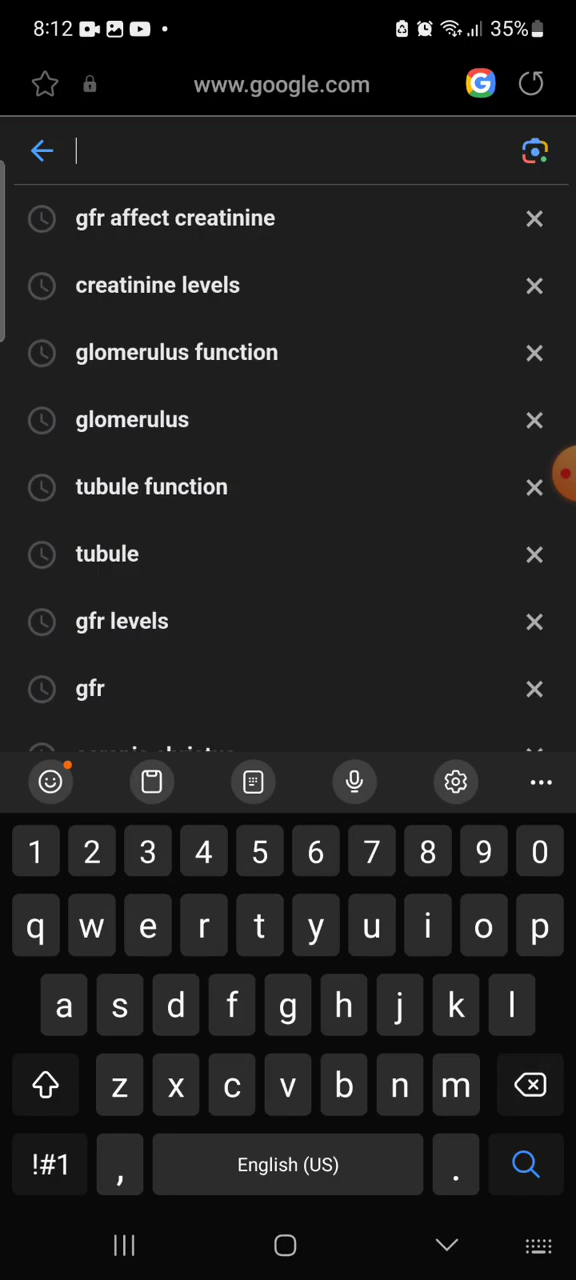 8:12
35%
www.google.com
G
gfr affect creatinine
creatinine levels
glomerulus function
glomerulus
tubule function
tubule
gfr levels
gfr
1 2 3 4 5 6 7 8 9 0
q w e r t y u i o p
a s d f g h j k l
z x c v b n m
!#1 , English (US) .